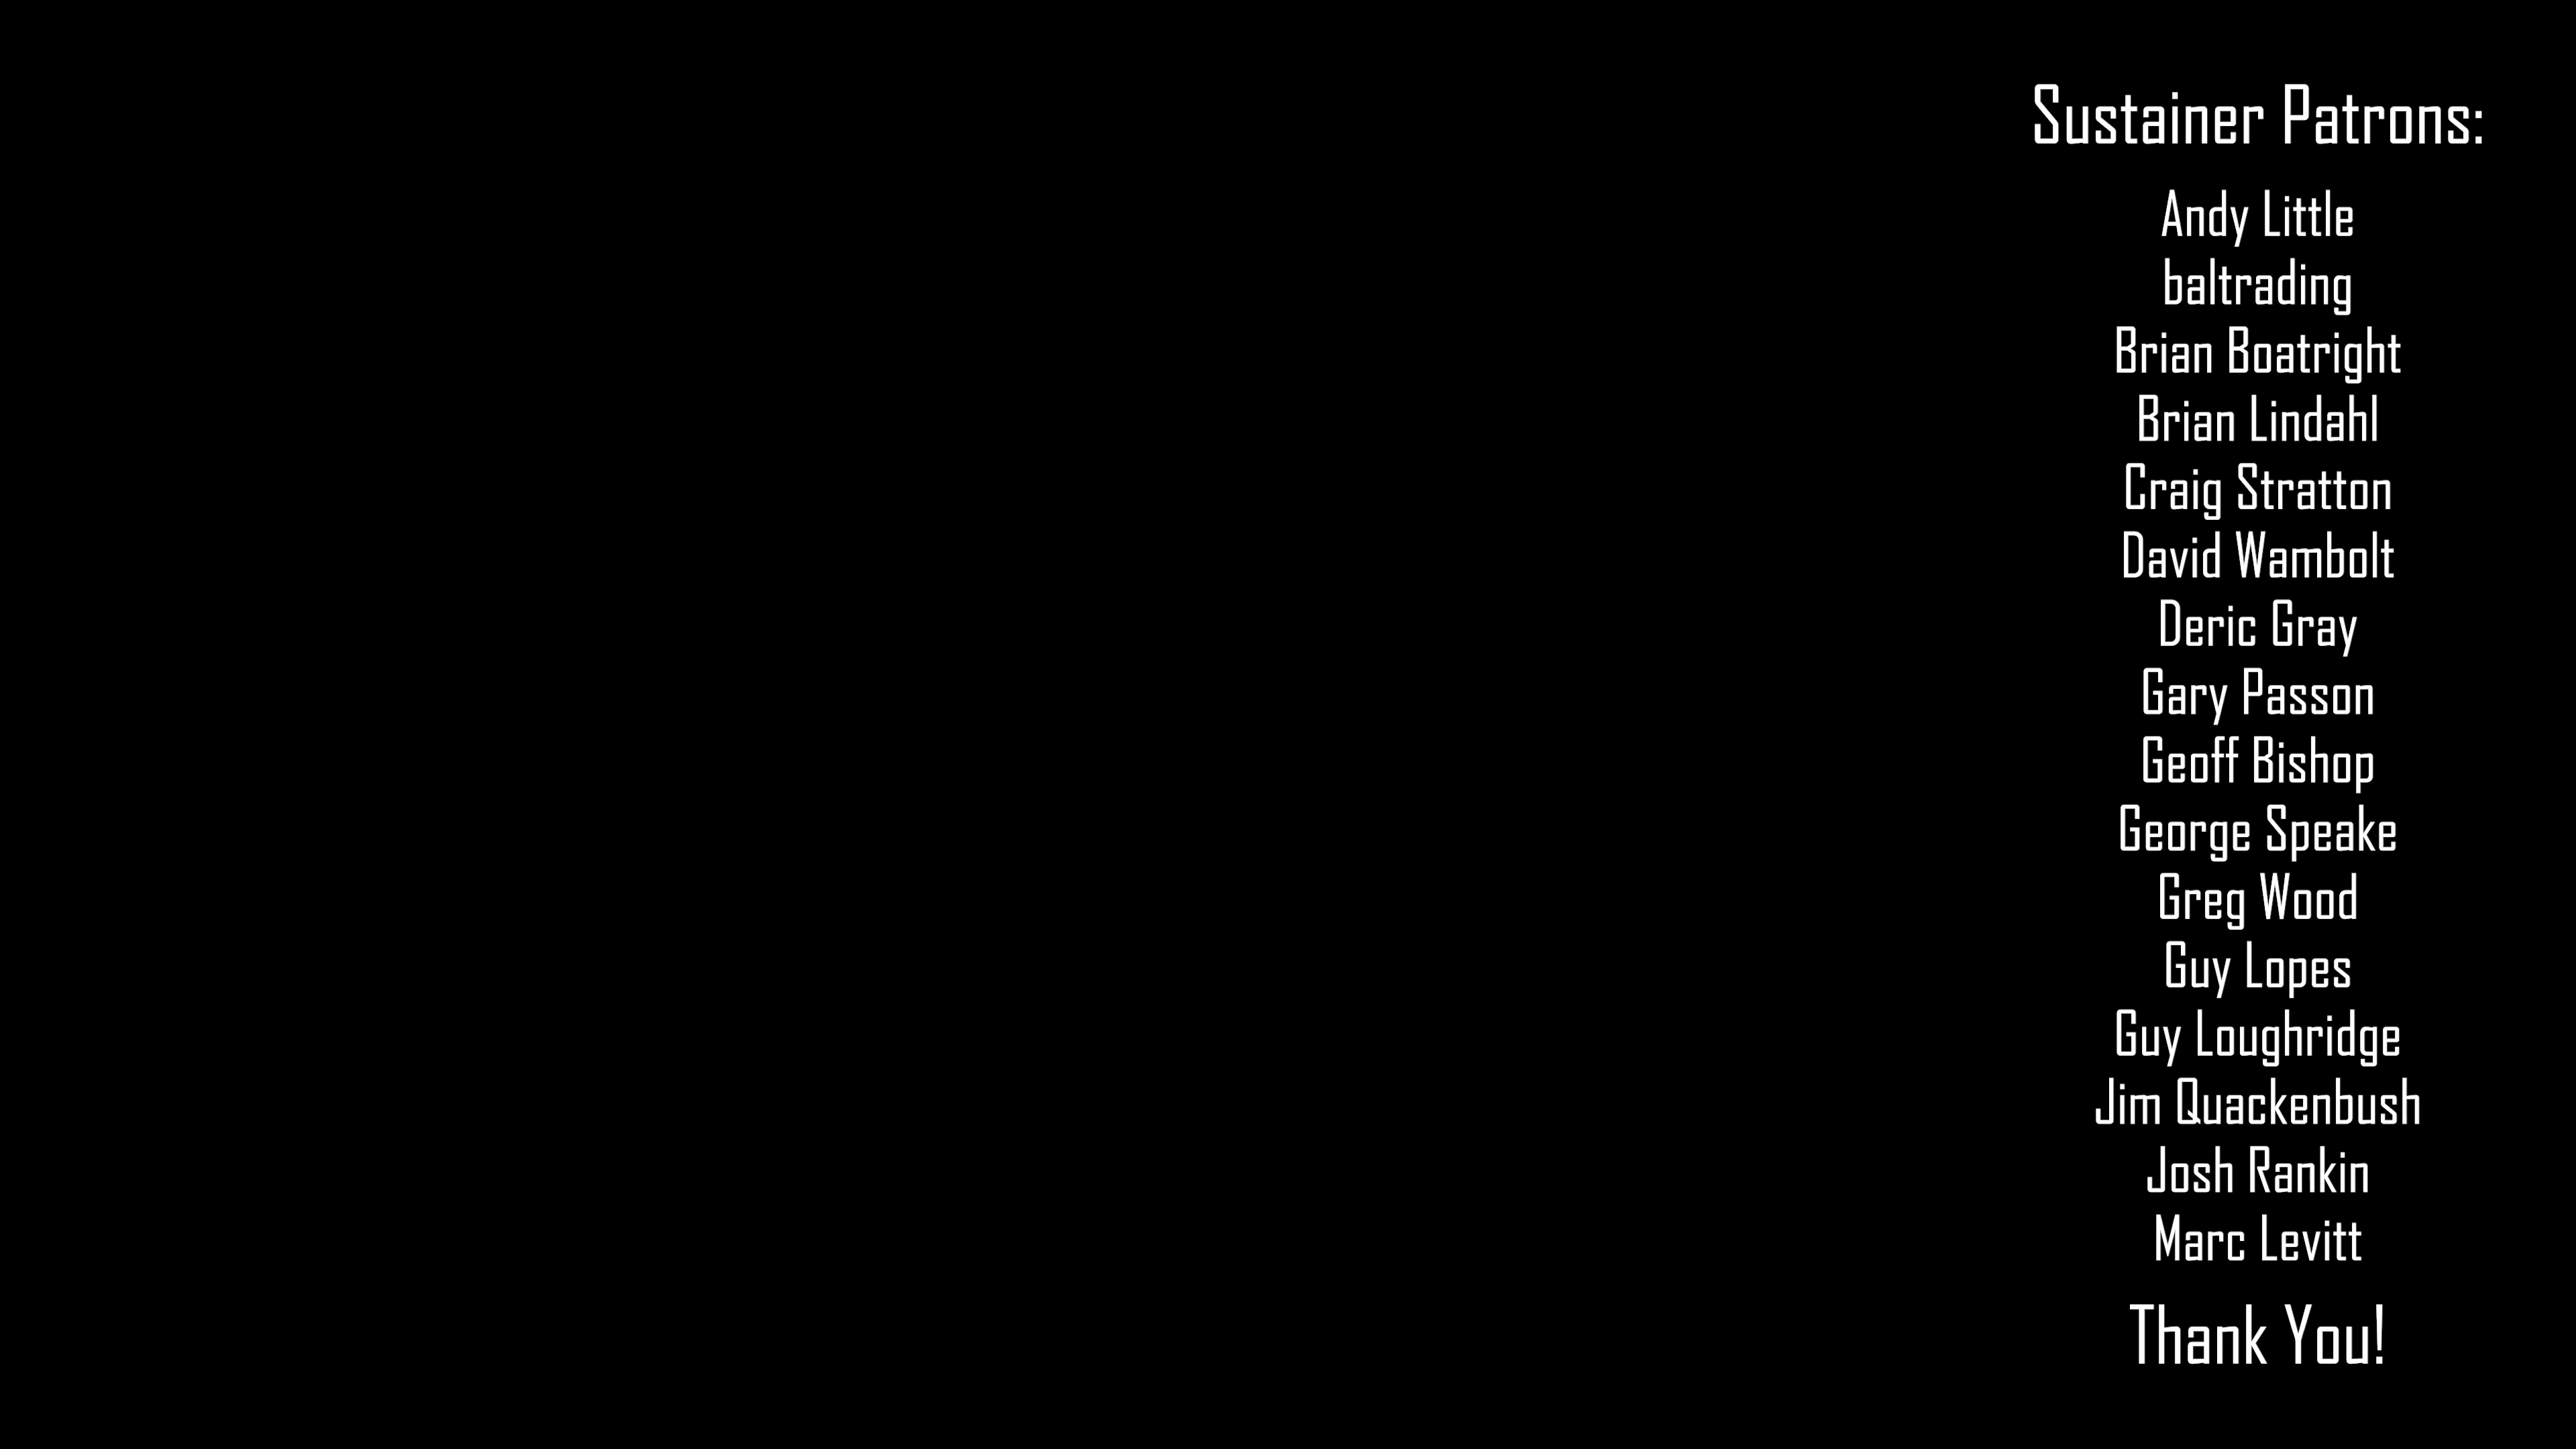 Sustainer Patrons:
Andy Little
baltrading
Brian Boatright
Brian Lindahl
Craig Stratton
David Wambolt
Deric Gray
Gary Passon
Geoff Bishop
George Speake
Greg Wood
Guy Lopes
Guy Loughridge
Jim Quackenbush
Josh Rankin
Marc Levitt
Thank You!